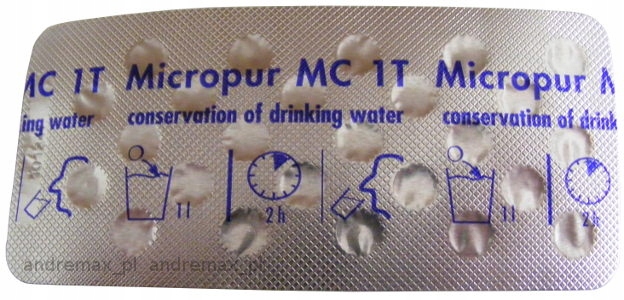 MC 1T Micropur MC 1T Micropur M
ing water conservation of drinking water conservation of drink
1 l 2 h 1 l 2 h
andremax_pl andremax_pl